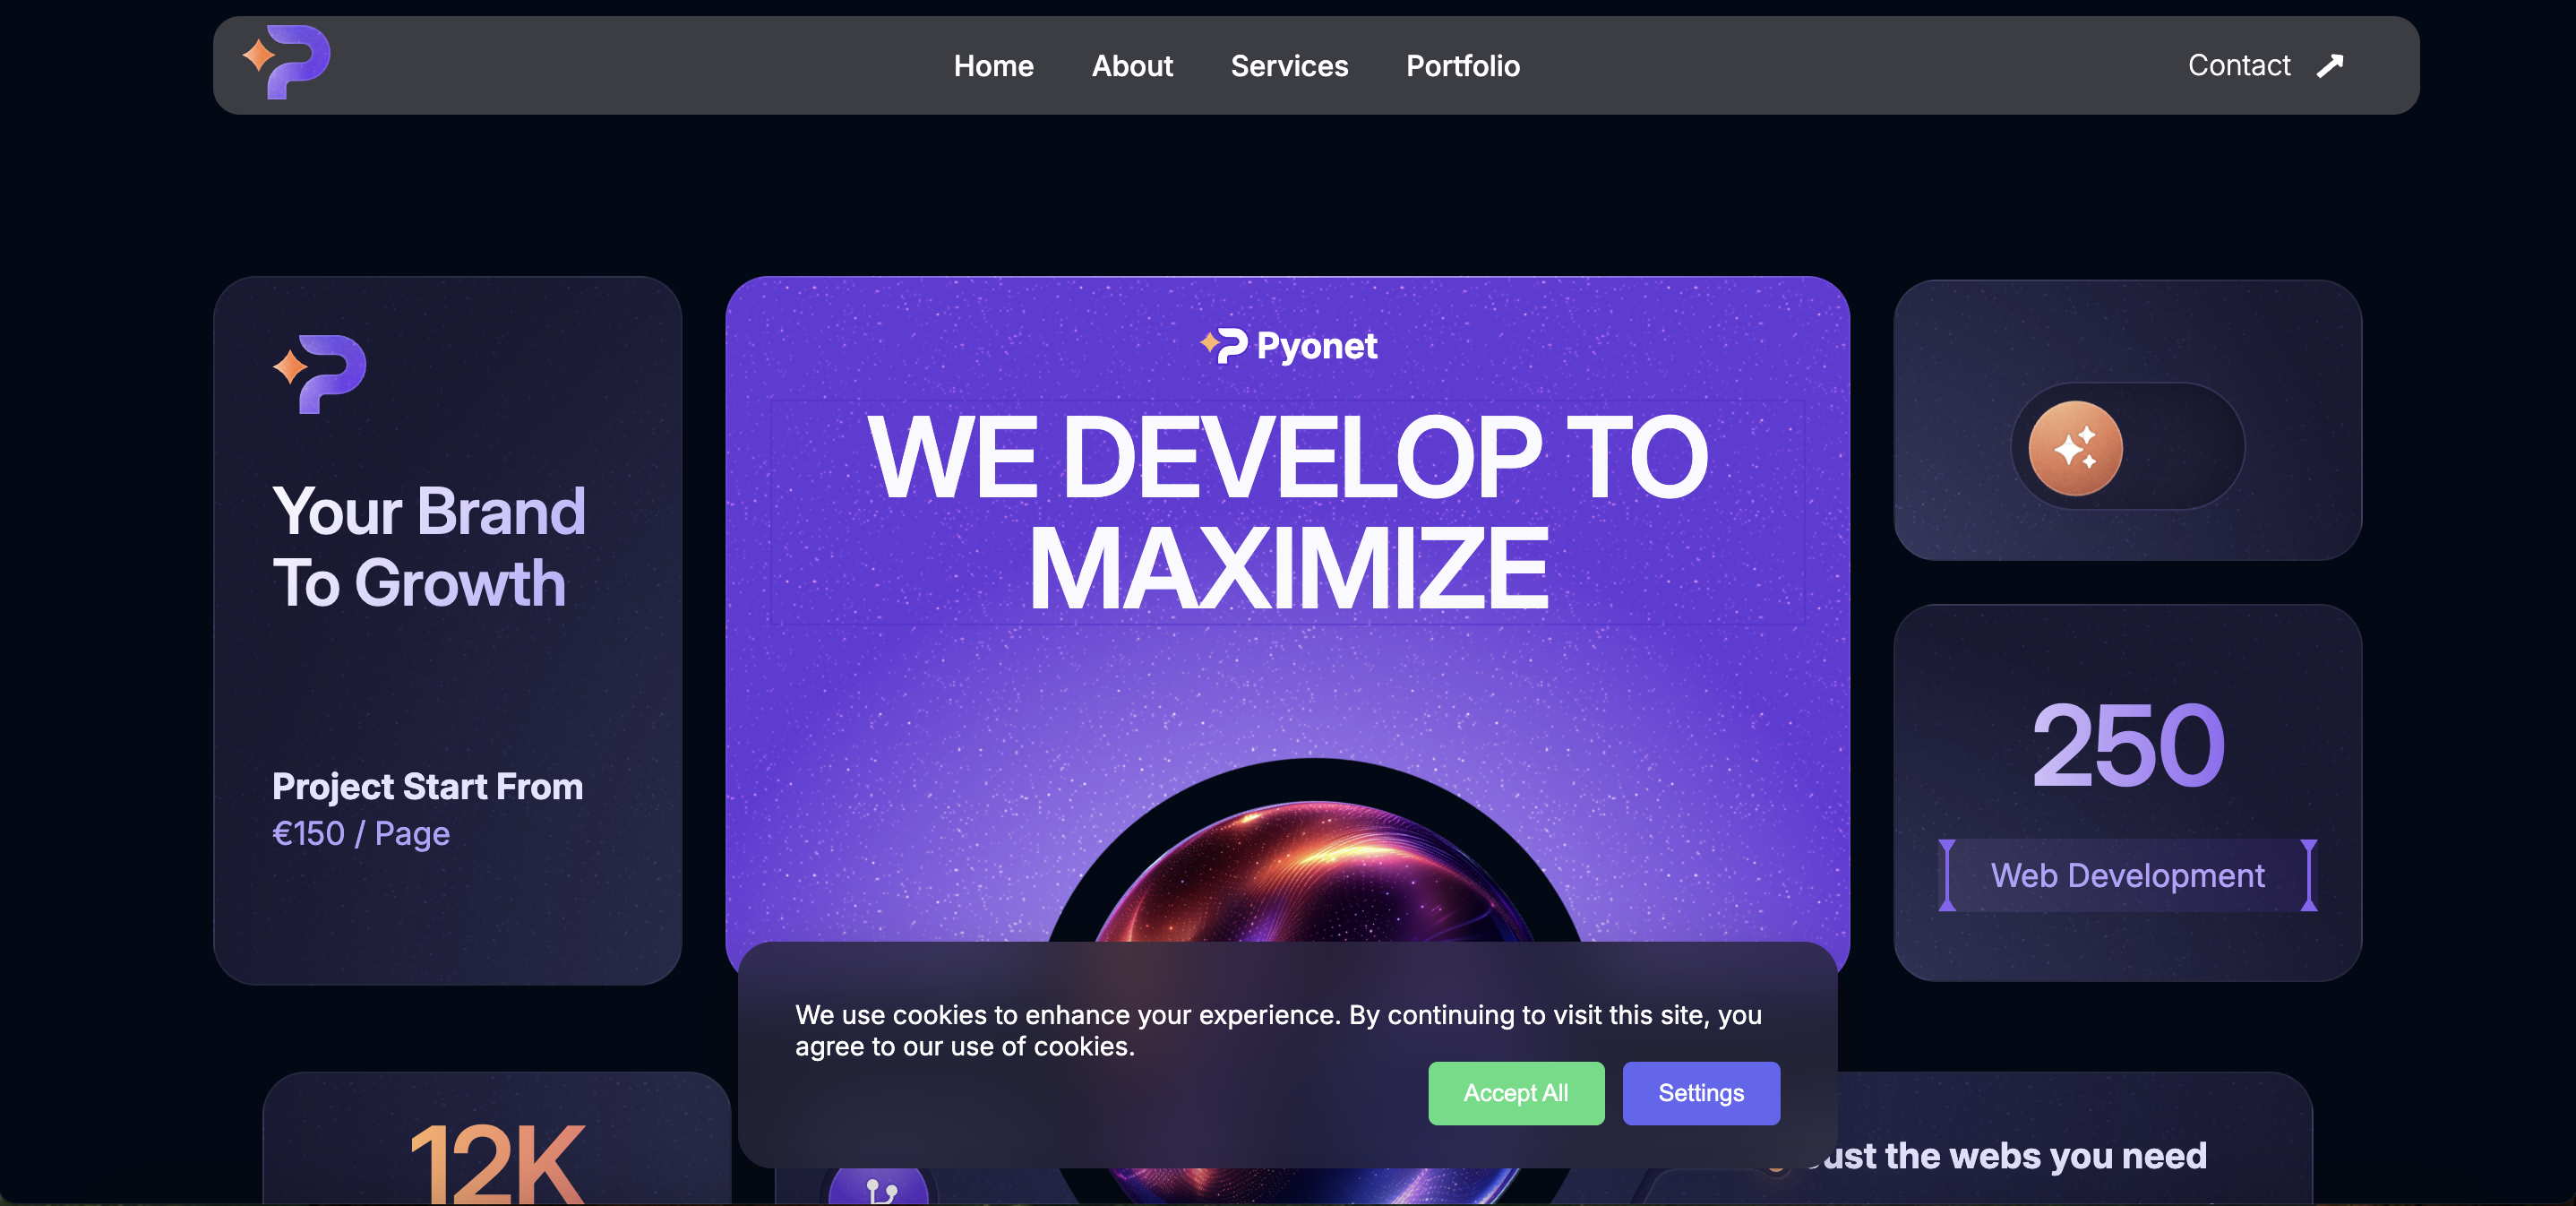 Home About Services Portfolio Contact
Your Brand
To Growth
Project Start From
€150 / Page
Pyonet
WE DEVELOP TO
MAXIMIZE
250
Web Development
We use cookies to enhance your experience. By continuing to visit this site, you
agree to our use of cookies.
Accept All Settings
12K
the webs you need